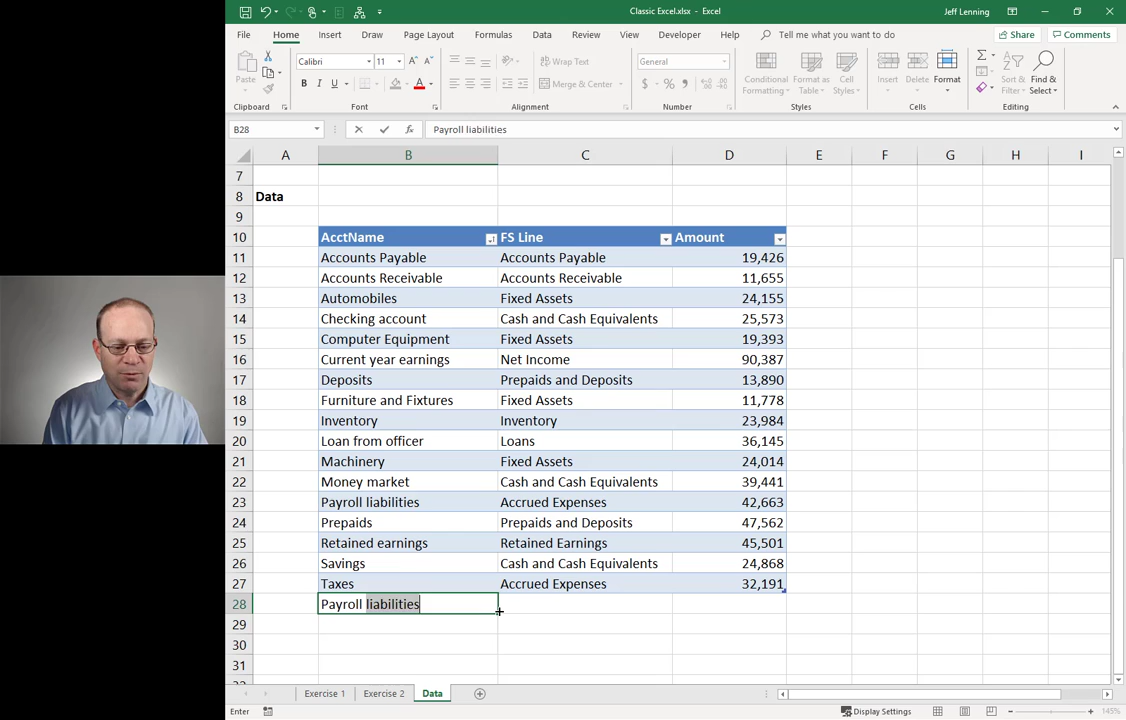 Classic Excel.xlsx - Excel
Jeff Lenning
File Home Insert Draw Page Layout Formulas Data Review View Developer Help Tell me what you want to do Share Comments
Paste Calibri 11 A A ab Wrap Text General Conditional Formatting Format as Table Cell Styles Insert Delete Format Sort & Filter Find & Select
B I U A Merge & Center $ %
Clipboard Font Alignment Number Styles Cells Editing
B28 fx Payroll liabilities
A B C D E F G H I
7
8 Data
9
10 AcctName FS Line Amount
11 Accounts Payable Accounts Payable 19,426
12 Accounts Receivable Accounts Receivable 11,655
13 Automobiles Fixed Assets 24,155
14 Checking account Cash and Cash Equivalents 25,573
15 Computer Equipment Fixed Assets 19,393
16 Current year earnings Net Income 90,387
17 Deposits Prepaids and Deposits 13,890
18 Furniture and Fixtures Fixed Assets 11,778
19 Inventory Inventory 23,984
20 Loan from officer Loans 36,145
21 Machinery Fixed Assets 24,014
22 Money market Cash and Cash Equivalents 39,441
23 Payroll liabilities Accrued Expenses 42,663
24 Prepaids Prepaids and Deposits 47,562
25 Retained earnings Retained Earnings 45,501
26 Savings Cash and Cash Equivalents 24,868
27 Taxes Accrued Expenses 32,191
28 Payroll liabilities
29
30
31
Exercise 1 Exercise 2 Data
Enter Display Settings 145%